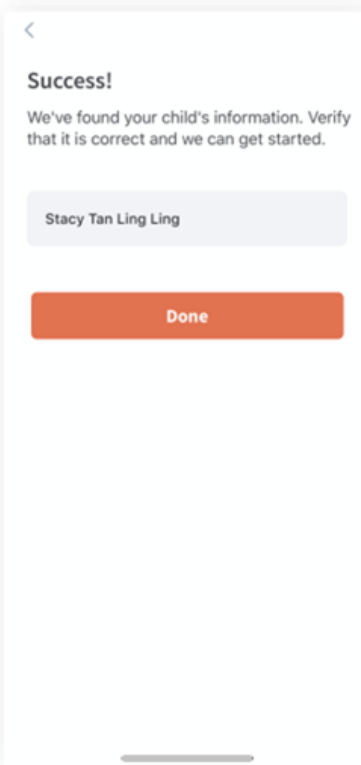 Success!
We've found your child's information. Verify
that it is correct and we can get started.
Stacy Tan Ling Ling
Done